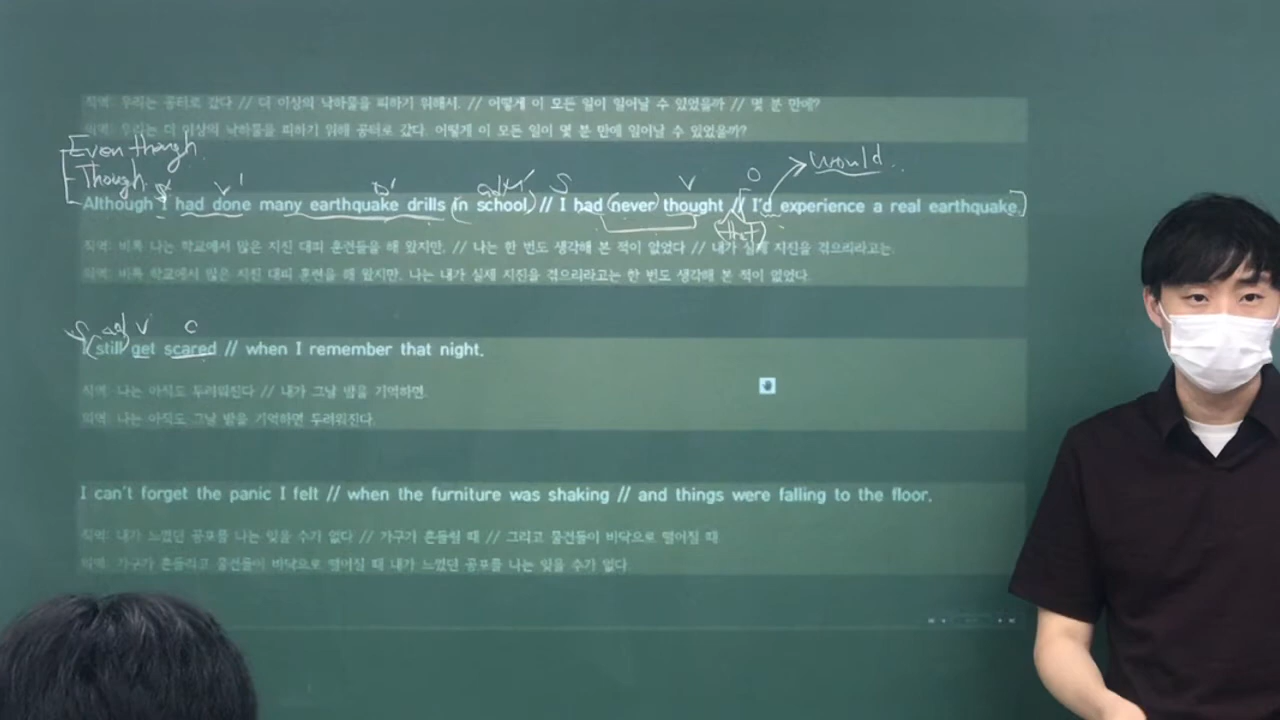 직역: 우리는 공터로 갔다 // 더 이상의 낙하물을 피하기 위해서. // 어떻게 이 모든 일이 일어날 수 있었을까 // 몇 분 만에?
의역: 우리는 더 이상의 낙하물을 피하기 위해 공터로 갔다. 어떻게 이 모든 일이 몇 분 만에 일어날 수 있었을까?
Even though
Though
would.
S' V' O' adM' S V O
Although I had done many earthquake drills (in school) // I had (never) thought // I'd experience a real earthquake.]
(that)
직역: 비록 나는 학교에서 많은 지진 대피 훈련들을 해 왔지만, // 나는 한 번도 생각해 본 적이 없었다 // 내가 실제 지진을 겪으리라고는.
의역: 비록 학교에서 많은 지진 대피 훈련을 해 왔지만, 나는 내가 실제 지진을 겪으리라고는 한 번도 생각해 본 적이 없었다.
S ad V C
I (still) get scared // when I remember that night.
직역: 나는 아직도 두려워진다 // 내가 그날 밤을 기억하면.
의역: 나는 아직도 그날 밤을 기억하면 두려워진다.
I can't forget the panic I felt // when the furniture was shaking // and things were falling to the floor.
직역: 내가 느꼈던 공포를 나는 잊을 수가 없다 // 가구가 흔들릴 때 // 그리고 물건들이 바닥으로 떨어질 때
의역: 가구가 흔들리고 물건들이 바닥으로 떨어질 때 내가 느꼈던 공포를 나는 잊을 수가 없다.